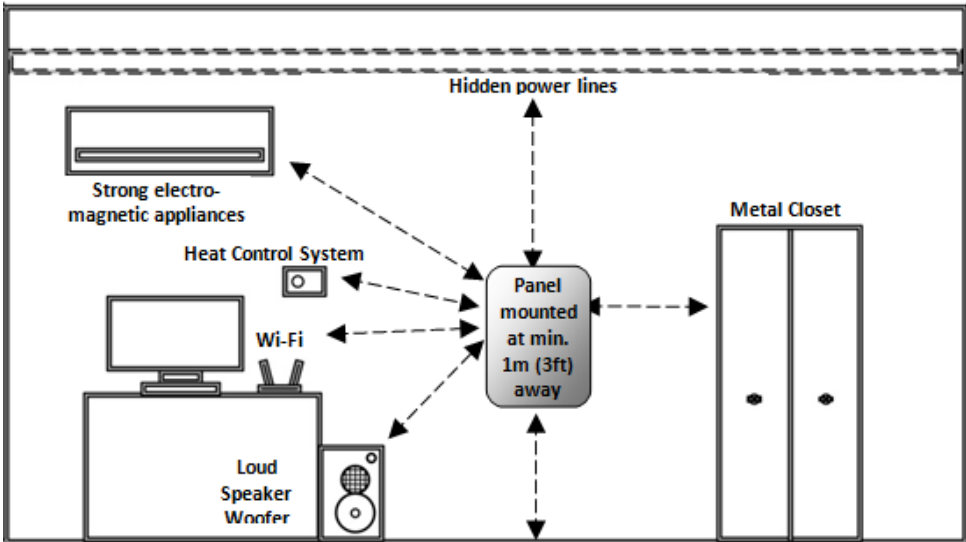 Hidden power lines
Strong electro-
magnetic appliances
Metal Closet
Heat Control System
Panel
mounted
at min.
1m (3ft)
away
Wi-Fi
Loud
Speaker
Woofer